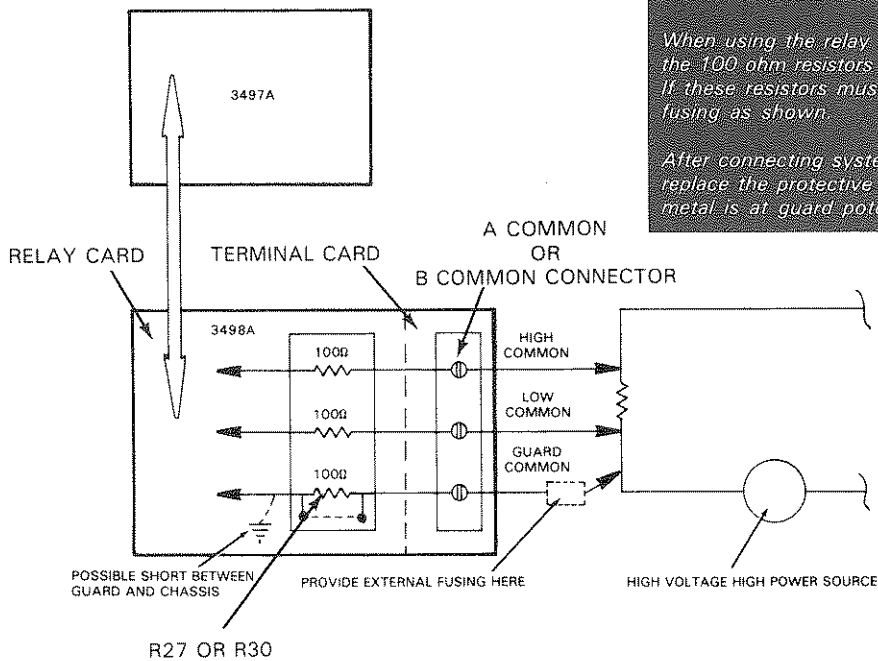 When using the relay
the 100 ohm resistors
If these resistors mus
fusing as shown.
After connecting syste
replace the protective
metal is at guard pote
3497A
RELAY CARD
TERMINAL CARD
A COMMON
OR
B COMMON CONNECTOR
3498A
100Ω
HIGH
COMMON
100Ω
LOW
COMMON
100Ω
GUARD
COMMON
POSSIBLE SHORT BETWEEN
GUARD AND CHASSIS
PROVIDE EXTERNAL FUSING HERE
HIGH VOLTAGE HIGH POWER SOURCE
R27 OR R30